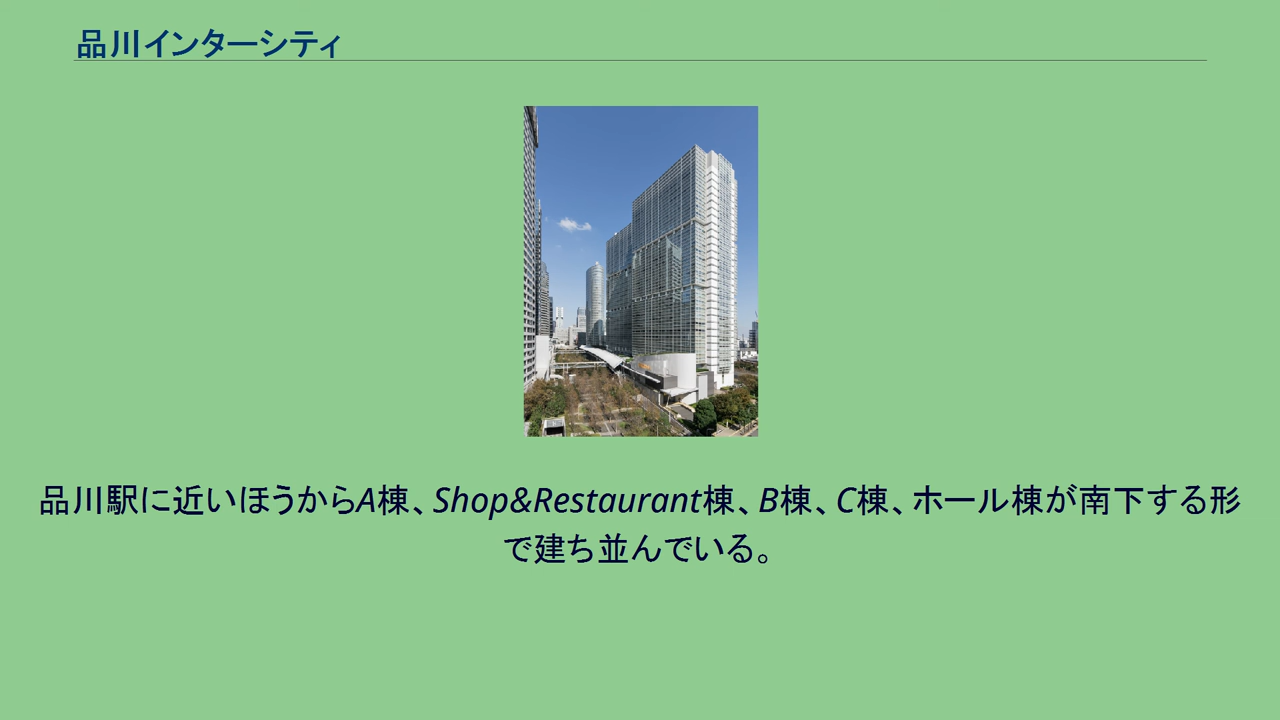 品川インターシティ
品川駅に近いほうからA棟、Shop&Restaurant棟、B棟、C棟、ホール棟が南下する形
で建ち並んでいる。